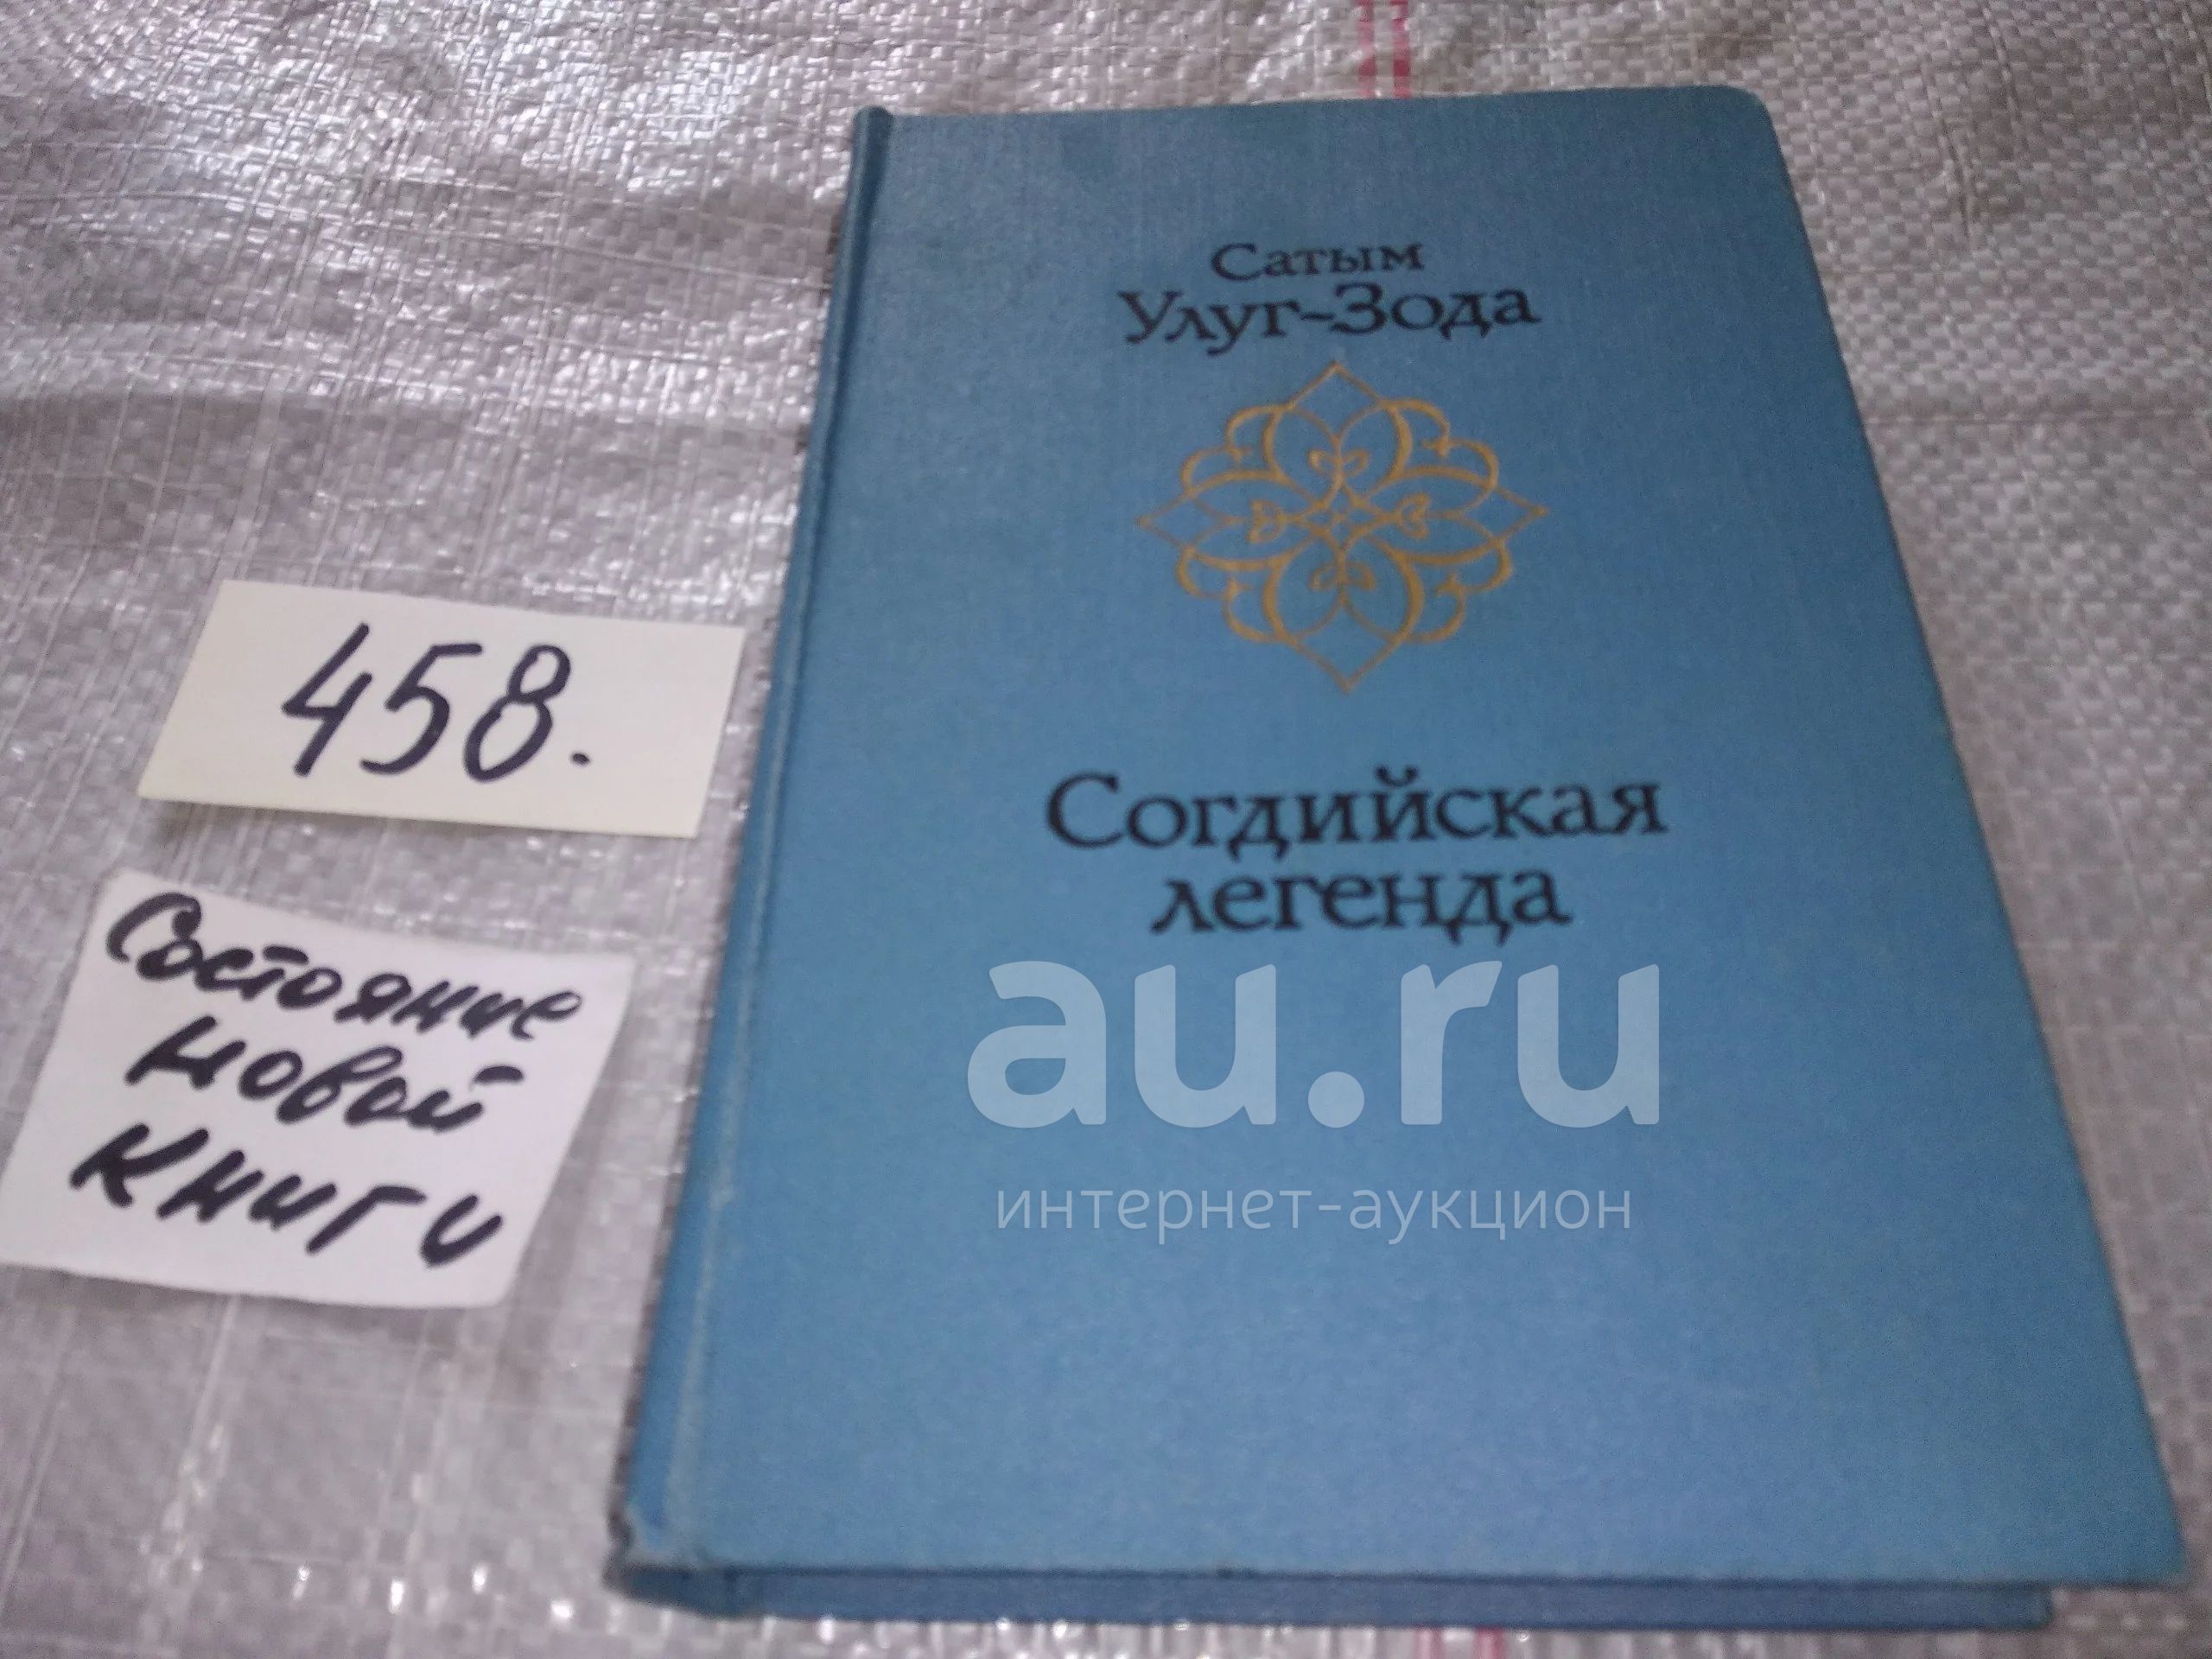 Сатым
Улуг-Зода
Согдийская
легенда
458.
Состояние
новой
книги
au.ru
интернет-аукцион